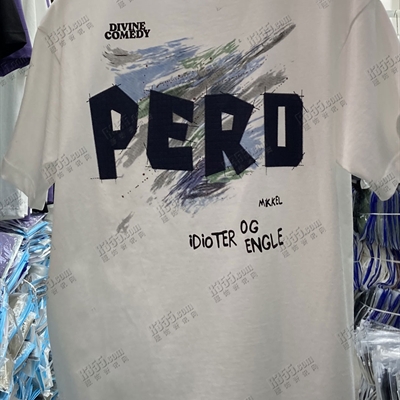 DIVINE
COMEDY
PERD
MIKKEL
iDiOTER OG
ENGLE